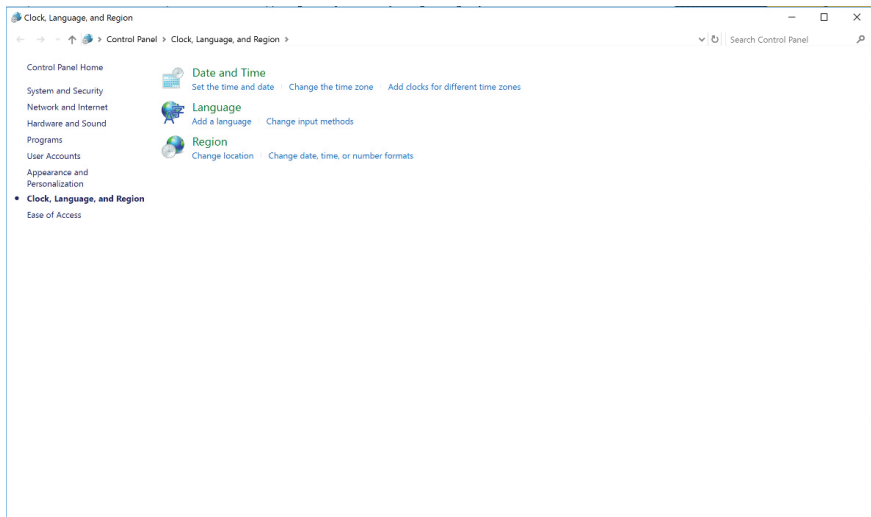 Clock, Language, and Region
Control Panel > Clock, Language, and Region >
Search Control Panel
Control Panel Home
System and Security
Network and Internet
Hardware and Sound
Programs
User Accounts
Appearance and
Personalization
Clock, Language, and Region
Ease of Access
Date and Time
Set the time and date | Change the time zone | Add clocks for different time zones
Language
Add a language | Change input methods
Region
Change location | Change date, time, or number formats